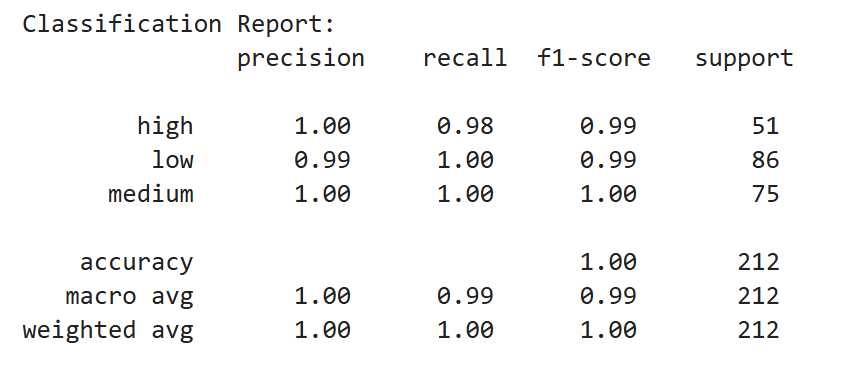 Classification Report:
precision recall f1-score support
high 1.00 0.98 0.99 51
low 0.99 1.00 0.99 86
medium 1.00 1.00 1.00 75
accuracy 1.00 212
macro avg 1.00 0.99 0.99 212
weighted avg 1.00 1.00 1.00 212